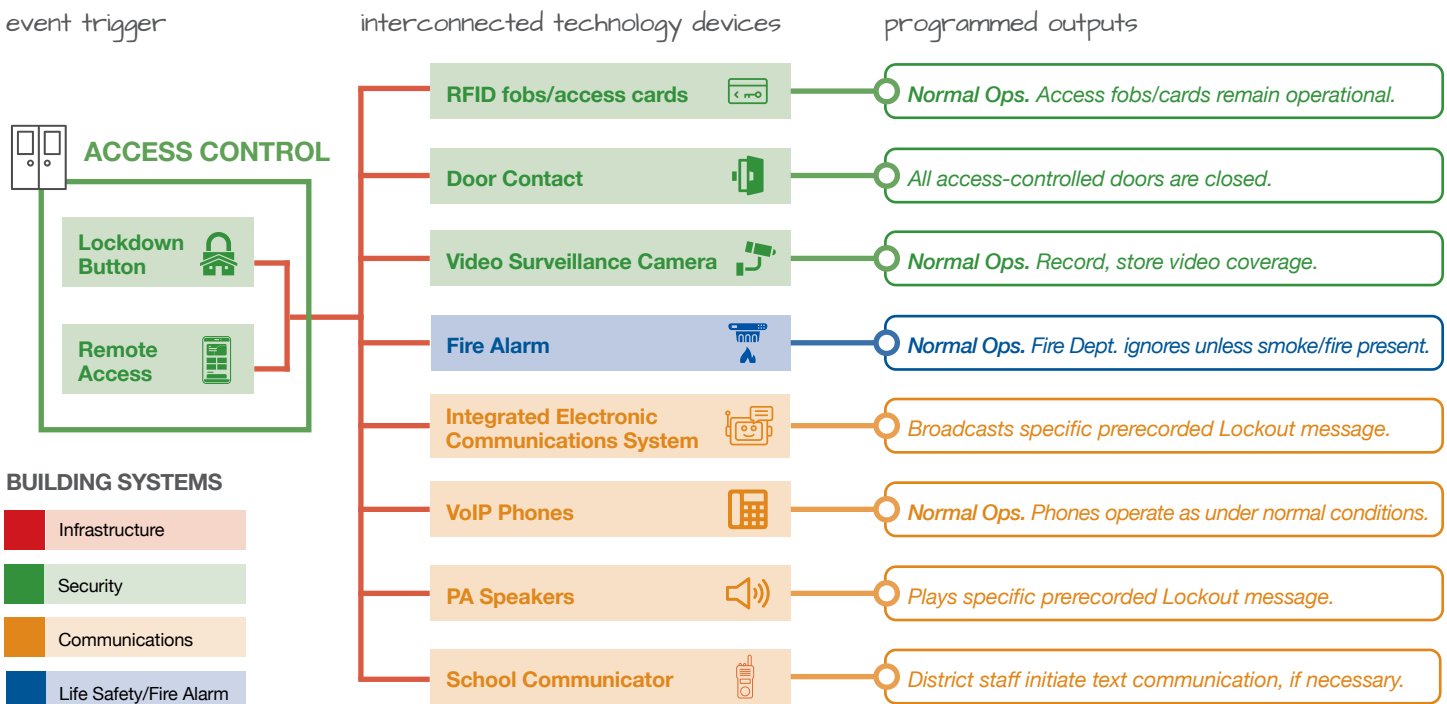 event trigger
interconnected technology devices
programmed outputs
ACCESS CONTROL
Lockdown
Button
Remote
Access
RFID fobs/access cards
Normal Ops. Access fobs/cards remain operational.
Door Contact
All access-controlled doors are closed.
Video Surveillance Camera
Normal Ops. Record, store video coverage.
Fire Alarm
Normal Ops. Fire Dept. ignores unless smoke/fire present.
Integrated Electronic
Communications System
Broadcasts specific prerecorded Lockout message.
VoIP Phones
Normal Ops. Phones operate as under normal conditions.
PA Speakers
Plays specific prerecorded Lockout message.
School Communicator
District staff initiate text communication, if necessary.
BUILDING SYSTEMS
Infrastructure
Security
Communications
Life Safety/Fire Alarm